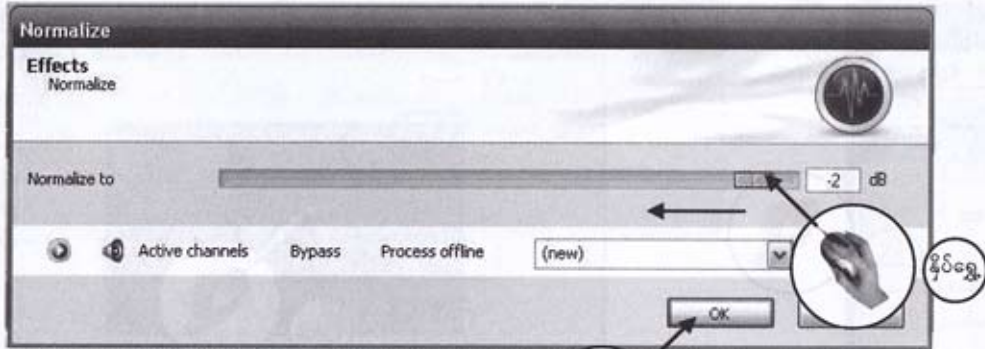 Normalize
Effects
Normalize
Normalize to -2 dB
Active channels Bypass Process offline (new)
နှိပ်ရွှေ့
OK